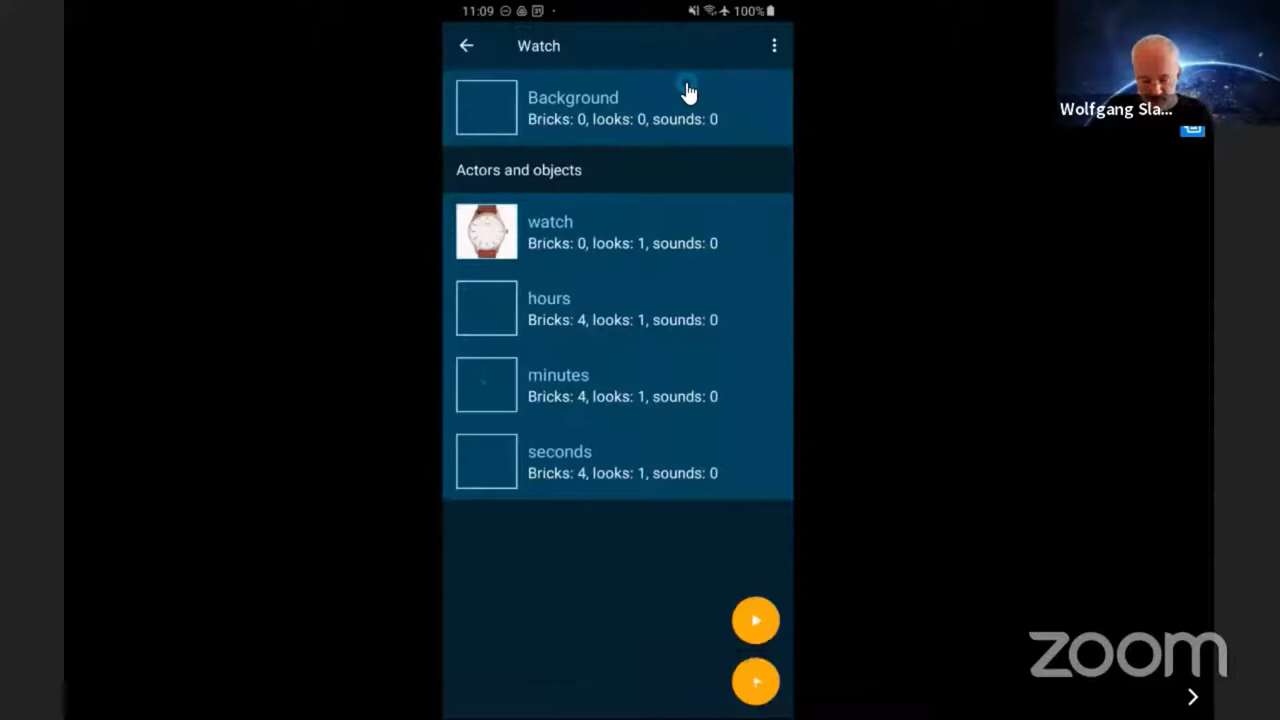 11:09
100%
Watch
Background
Bricks: 0, looks: 0, sounds: 0
Wolfgang Sla...
Actors and objects
watch
Bricks: 0, looks: 1, sounds: 0
hours
Bricks: 4, looks: 1, sounds: 0
minutes
Bricks: 4, looks: 1, sounds: 0
seconds
Bricks: 4, looks: 1, sounds: 0
zoom